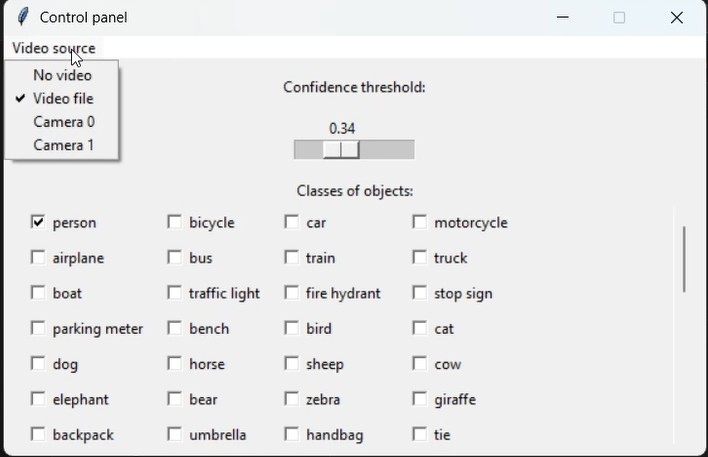 Control panel
Video source
No video
Video file
Camera 0
Camera 1
Confidence threshold:
0.34
Classes of objects:
person bicycle car motorcycle
airplane bus train truck
boat traffic light fire hydrant stop sign
parking meter bench bird cat
dog horse sheep cow
elephant bear zebra giraffe
backpack umbrella handbag tie